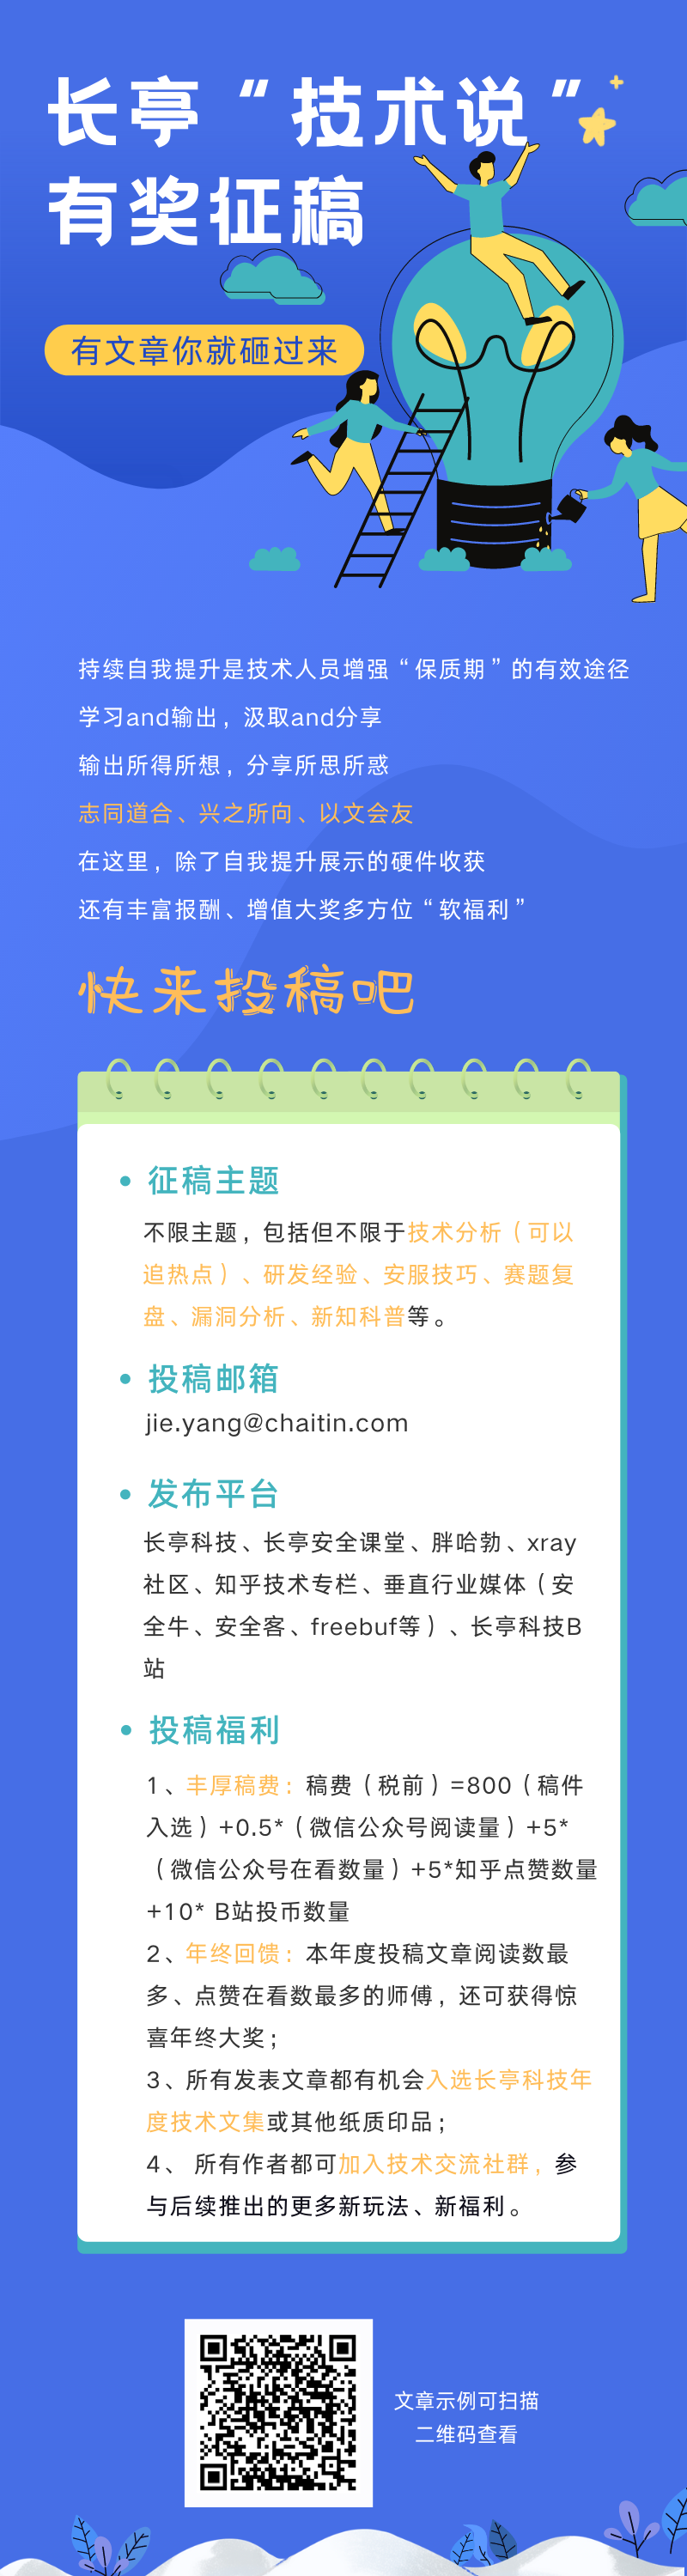 长亭“技术说”
有奖征稿
有文章你就砸过来
持续自我提升是技术人员增强“保质期”的有效途径
学习and输出，汲取and分享
输出所得所想，分享所思所惑
志同道合、兴之所向、以文会友
在这里，除了自我提升展示的硬件收获
还有丰富报酬、增值大奖多方位“软福利”
快来投稿吧
• 征稿主题
不限主题，包括但不限于技术分析（可以
追热点）、研发经验、安服技巧、赛题复
盘、漏洞分析、新知科普等。
• 投稿邮箱
jie.yang@chaitin.com
• 发布平台
长亭科技、长亭安全课堂、胖哈勃、xray
社区、知乎技术专栏、垂直行业媒体（安
全牛、安全客、freebuf等）、长亭科技B
站
• 投稿福利
1、丰厚稿费：稿费（税前）=800（稿件
入选）+0.5*（微信公众号阅读量）+5*
（微信公众号在看数量）+5*知乎点赞数量
+10* B站投币数量
2、年终回馈：本年度投稿文章阅读数最
多、点赞在看数最多的师傅，还可获得惊
喜年终大奖；
3、所有发表文章都有机会入选长亭科技年
度技术文集或其他纸质印品；
4、 所有作者都可加入技术交流社群，参
与后续推出的更多新玩法、新福利。
文章示例可扫描
二维码查看